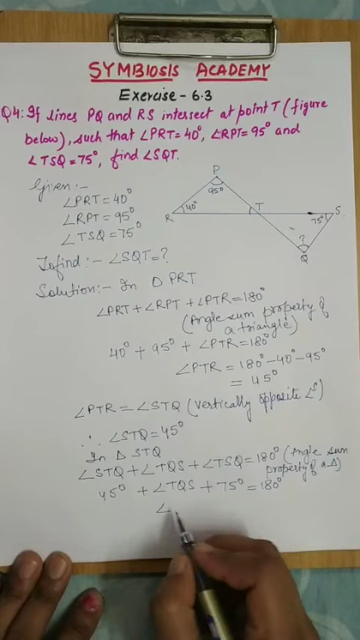 SYMBIOSIS ACADEMY
Exercise - 6.3
Q4:- If lines PQ and RS intersect at point T (figure
below), such that ∠PRT = 40°, ∠RPT = 95° and
∠TSQ = 75°, find ∠SQT.
Given:-
∠PRT = 40°
∠RPT = 95°
∠TSQ = 75°
P
95°
R
40°
T
75°
S
?
Q
To find:- ∠SQT = ?
Solution:- In △ PRT
∠PRT + ∠RPT + ∠PTR = 180°
(Angle sum property of
a triangle)
40° + 95° + ∠PTR = 180°
∠PTR = 180° - 40° - 95°
= 45°
∠PTR = ∠STQ (Vertically opposite ∠s)
∴ ∠STQ = 45°
In △ STQ
∠STQ + ∠TQS + ∠TSQ = 180° (Angle sum
property of a △)
45° + ∠TQS + 75° = 180°
∠